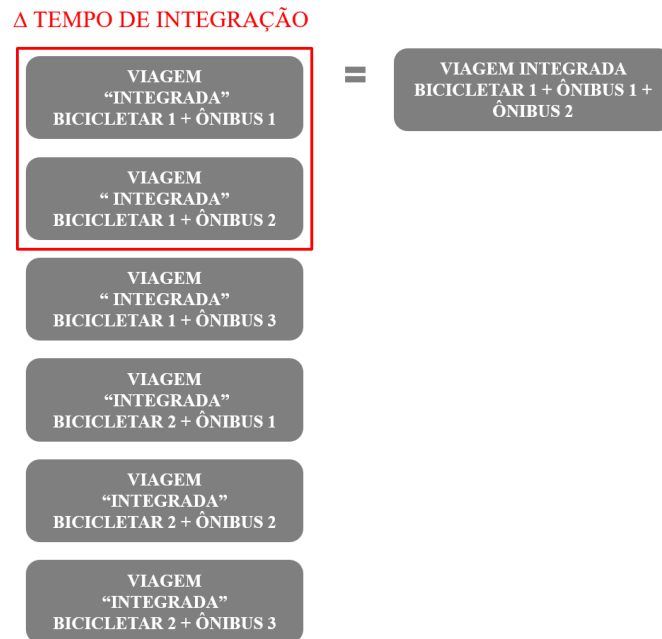 Δ TEMPO DE INTEGRAÇÃO
VIAGEM
“INTEGRADA”
BICICLETAR 1 + ÔNIBUS 1
=
VIAGEM INTEGRADA
BICICLETAR 1 + ÔNIBUS 1 +
ÔNIBUS 2
VIAGEM
“ INTEGRADA”
BICICLETAR 1 + ÔNIBUS 2
VIAGEM
“ INTEGRADA”
BICICLETAR 1 + ÔNIBUS 3
VIAGEM
“INTEGRADA”
BICICLETAR 2 + ÔNIBUS 1
VIAGEM
“INTEGRADA”
BICICLETAR 2 + ÔNIBUS 2
VIAGEM
“INTEGRADA”
BICICLETAR 2 + ÔNIBUS 3